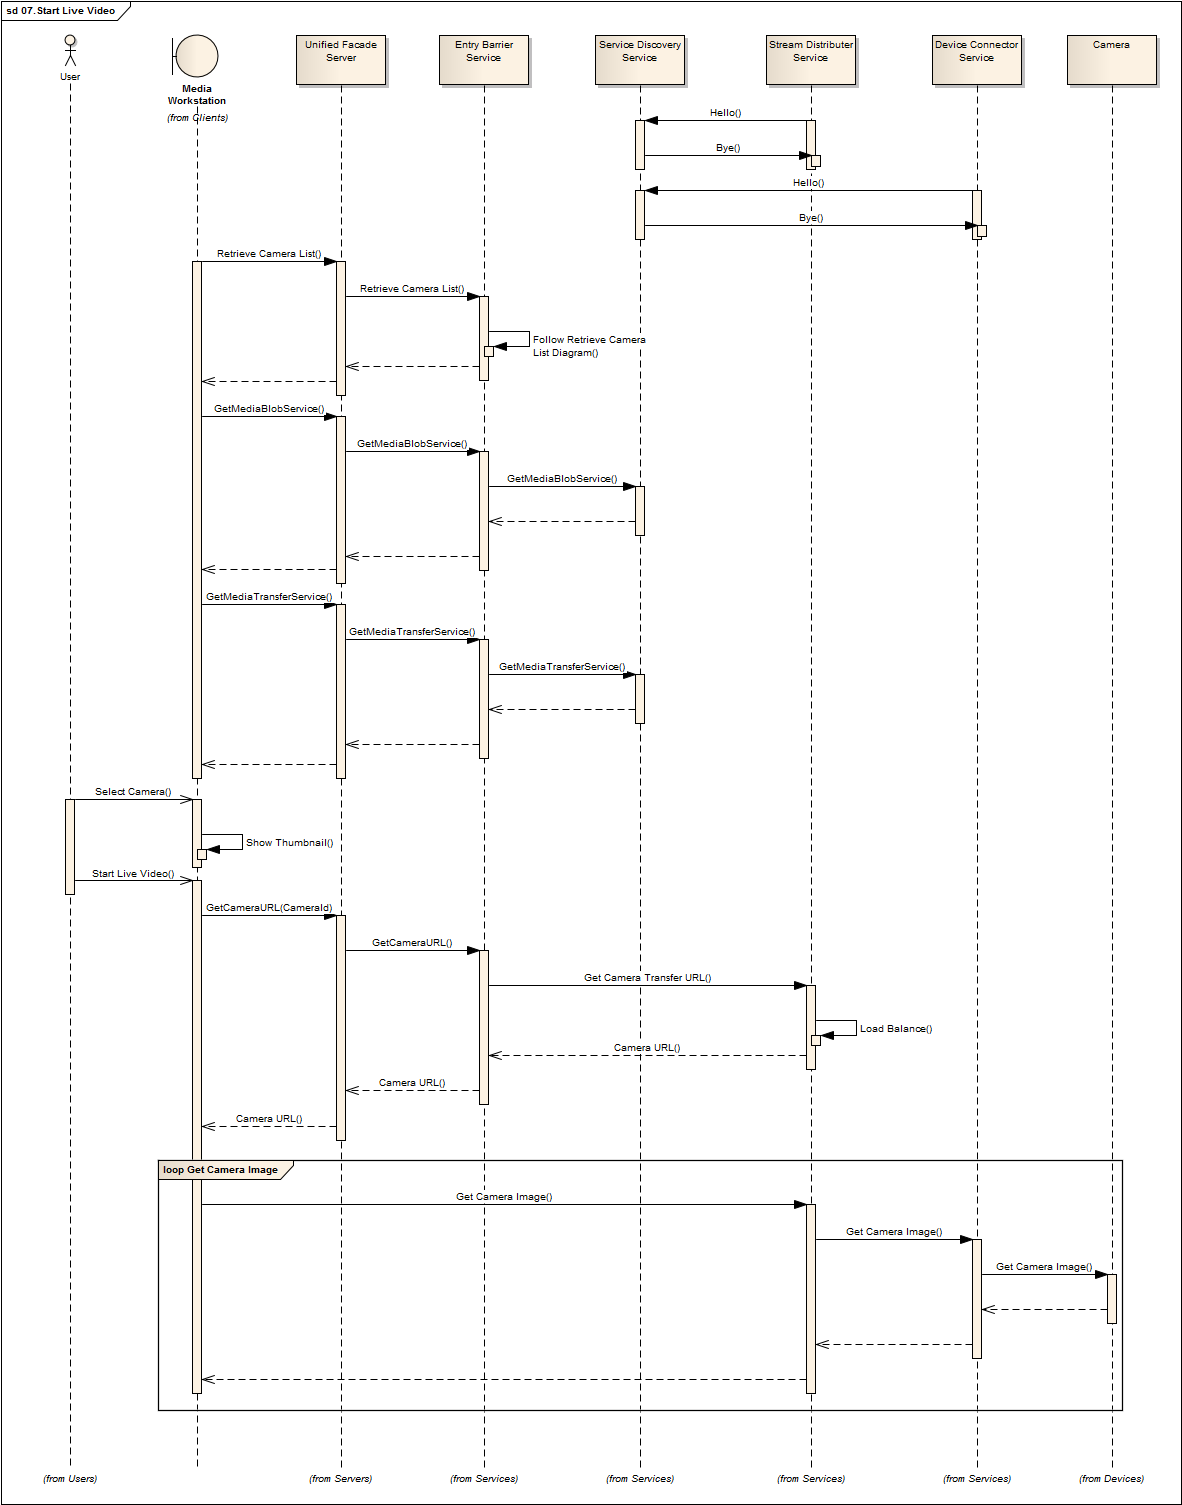 sd 07.Start Live Video
User
Media
Workstation
(from Clients)
Unified Facade
Server
Entry Barrier
Service
Service Discovery
Service
Stream Distributer
Service
Device Connector
Service
Camera
Hello()
Bye()
Hello()
Bye()
Retrieve Camera List()
Retrieve Camera List()
Follow Retrieve Camera
List Diagram()
GetMediaBlobService()
GetMediaBlobService()
GetMediaBlobService()
GetMediaTransferService()
GetMediaTransferService()
GetMediaTransferService()
Select Camera()
Show Thumbnail()
Start Live Video()
GetCameraURL(CameraId)
GetCameraURL()
Get Camera Transfer URL()
Load Balance()
Camera URL()
Camera URL()
Camera URL()
loop Get Camera Image
Get Camera Image()
Get Camera Image()
Get Camera Image()
(from Users)
(from Servers)
(from Services)
(from Services)
(from Services)
(from Services)
(from Devices)